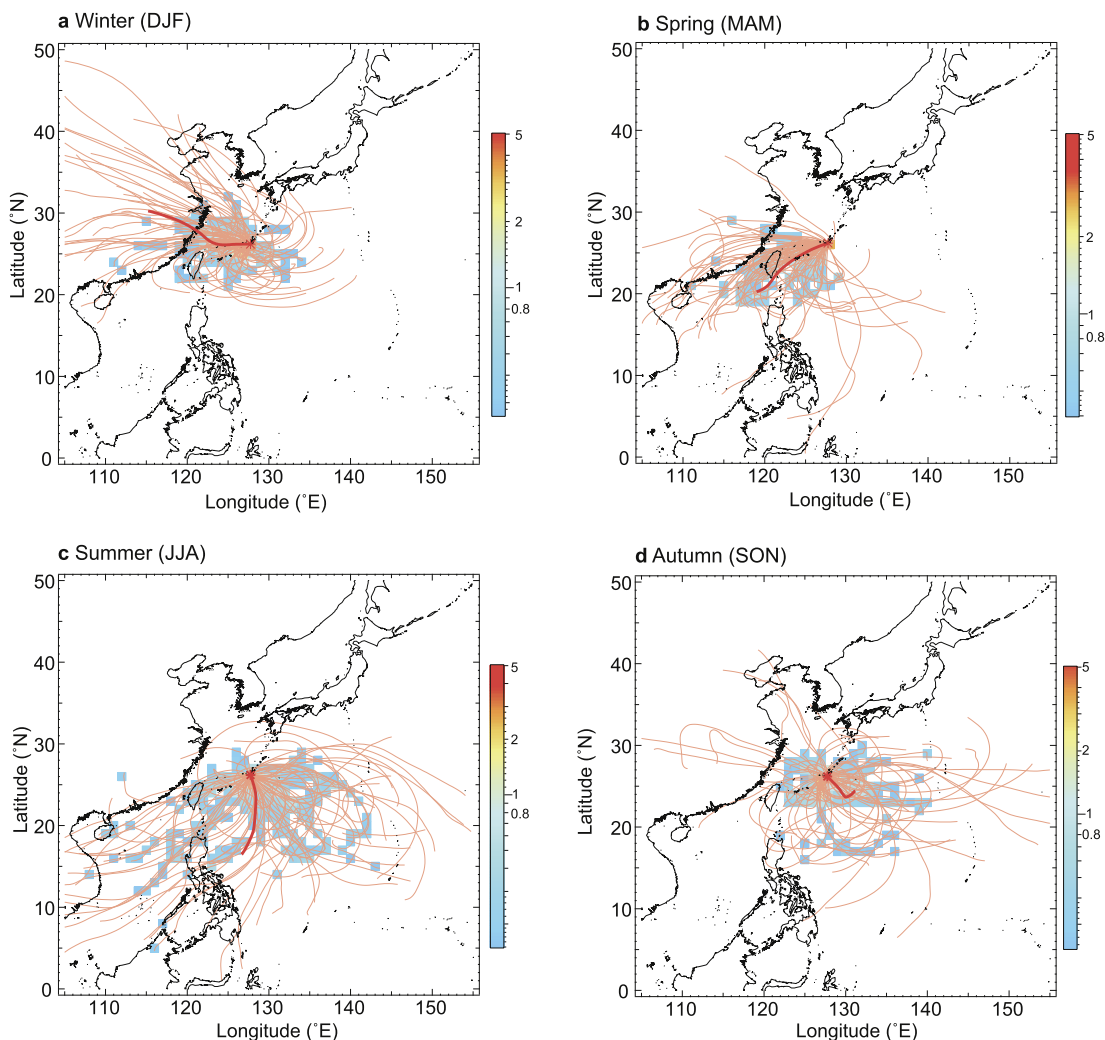 a Winter (DJF)
50
40
30
20
10
0
Latitude (°N)
110 120 130 140 150
Longitude (°E)
5
2
1
0.8
b Spring (MAM)
50
40
30
20
10
0
Latitude (°N)
110 120 130 140 150
Longitude (°E)
5
2
1
0.8
c Summer (JJA)
50
40
30
20
10
0
Latitude (°N)
110 120 130 140 150
Longitude (°E)
5
2
1
0.8
d Autumn (SON)
50
40
30
20
10
0
Latitude (°N)
110 120 130 140 150
Longitude (°E)
5
2
1
0.8